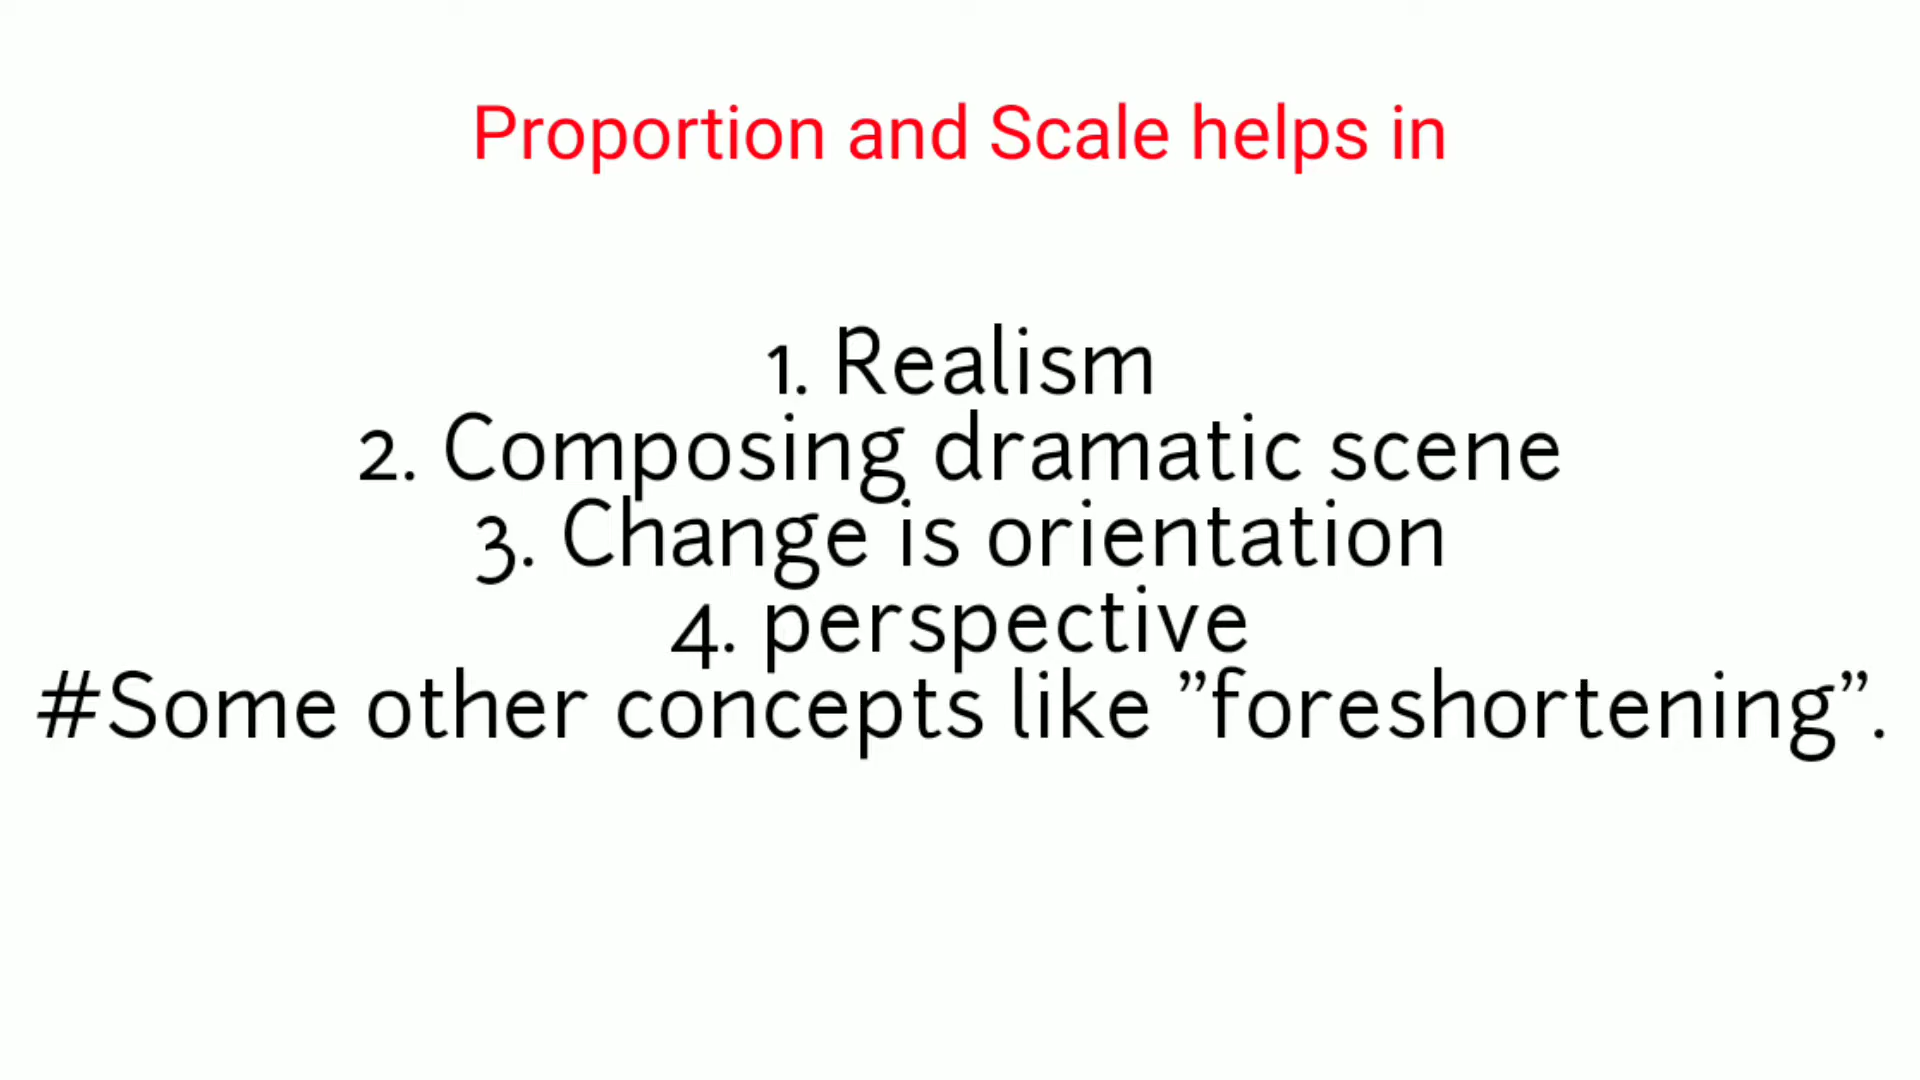 Proportion and Scale helps in
1. Realism
2. Composing dramatic scene
3. Change is orientation
4. perspective
#Some other concepts like ”foreshortening”.